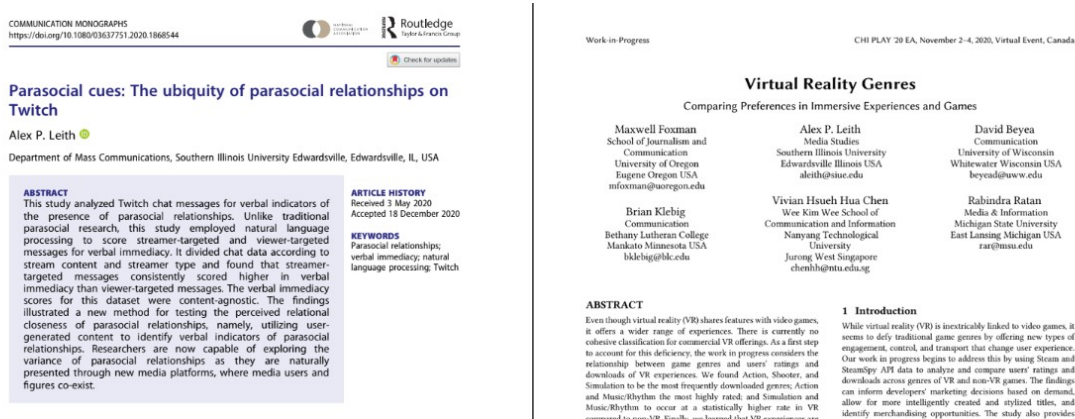 COMMUNICATION MONOGRAPHS
https://doi.org/10.1080/03637751.2020.1868544
NATIONAL
COMMUNICATION
ASSOCIATION
Routledge
Taylor & Francis Group
Check for updates
Parasocial cues: The ubiquity of parasocial relationships on
Twitch
Alex P. Leith
Department of Mass Communications, Southern Illinois University Edwardsville, Edwardsville, IL, USA
ABSTRACT
This study analyzed Twitch chat messages for verbal indicators of
the presence of parasocial relationships. Unlike traditional
parasocial research, this study employed natural language
processing to score streamer-targeted and viewer-targeted
messages for verbal immediacy. It divided chat data according to
stream content and streamer type and found that streamer-
targeted messages consistently scored higher in verbal
immediacy than viewer-targeted messages. The verbal immediacy
scores for this dataset were content-agnostic. The findings
illustrated a new method for testing the perceived relational
closeness of parasocial relationships, namely, utilizing user-
generated content to identify verbal indicators of parasocial
relationships. Researchers are now capable of exploring the
variance of parasocial relationships as they are naturally
presented through new media platforms, where media users and
figures co-exist.
ARTICLE HISTORY
Received 3 May 2020
Accepted 18 December 2020
KEYWORDS
Parasocial relationships;
verbal immediacy; natural
language processing; Twitch
Work-in-Progress
CHI PLAY '20 EA, November 2–4, 2020, Virtual Event, Canada
Virtual Reality Genres
Comparing Preferences in Immersive Experiences and Games
Maxwell Foxman
School of Journalism and
Communication
University of Oregon
Eugene Oregon USA
mfoxman@uoregon.edu
Alex P. Leith
Media Studies
Southern Illinois University
Edwardsville Illinois USA
aleith@siue.edu
David Beyea
Communication
University of Wisconsin
Whitewater Wisconsin USA
beyead@uww.edu
Brian Klebig
Communication
Bethany Lutheran College
Mankato Minnesota USA
bklebig@blc.edu
Vivian Hsueh Hua Chen
Wee Kim Wee School of
Communication and Information
Nanyang Technological
University
Jurong West Singapore
chenhh@ntu.edu.sg
Rabindra Ratan
Media & Information
Michigan State University
East Lansing Michigan USA
rar@msu.edu
ABSTRACT
Even though virtual reality (VR) shares features with video games,
it offers a wider range of experiences. There is currently no
cohesive classification for commercial VR offerings. As a first step
to account for this deficiency, the work in progress considers the
relationship between game genres and users' ratings and
downloads of VR experiences. We found Action, Shooter, and
Simulation to be the most frequently downloaded genres; Action
and Music/Rhythm the most highly rated; and Simulation and
Music/Rhythm to occur at a statistically higher rate in VR
1 Introduction
While virtual reality (VR) is inextricably linked to video games, it
seems to defy traditional game genres by offering new types of
engagement, control, and transport that change user experience.
Our work in progress begins to address this by using Steam and
SteamSpy API data to analyze and compare users' ratings and
downloads across genres of VR and non-VR games. The findings
can inform developers' marketing decisions based on demand,
allow for more intelligently created and stylized titles, and
identify merchandising opportunities. The study also provides